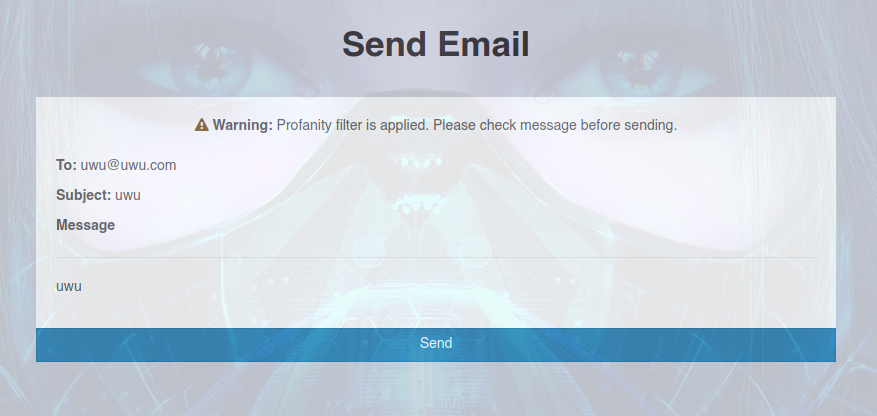 Send Email
Warning: Profanity filter is applied. Please check message before sending.
To: uwu@uwu.com
Subject: uwu
Message
uwu
Send